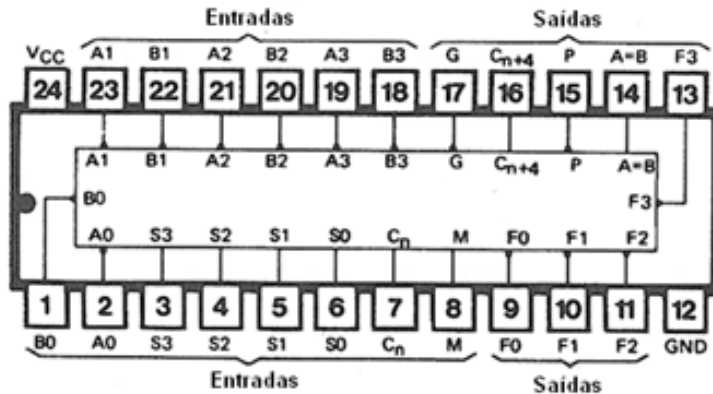 Entradas Saídas
VCC A1 B1 A2 B2 A3 B3 G Cn+4 P A=B F3
24 23 22 21 20 19 18 17 16 15 14 13
A1 B1 A2 B2 A3 B3 G Cn+4 P A=B
B0 F3
A0 S3 S2 S1 S0 Cn M F0 F1 F2
1 2 3 4 5 6 7 8 9 10 11 12
B0 A0 S3 S2 S1 S0 Cn M F0 F1 F2 GND
Entradas Saídas